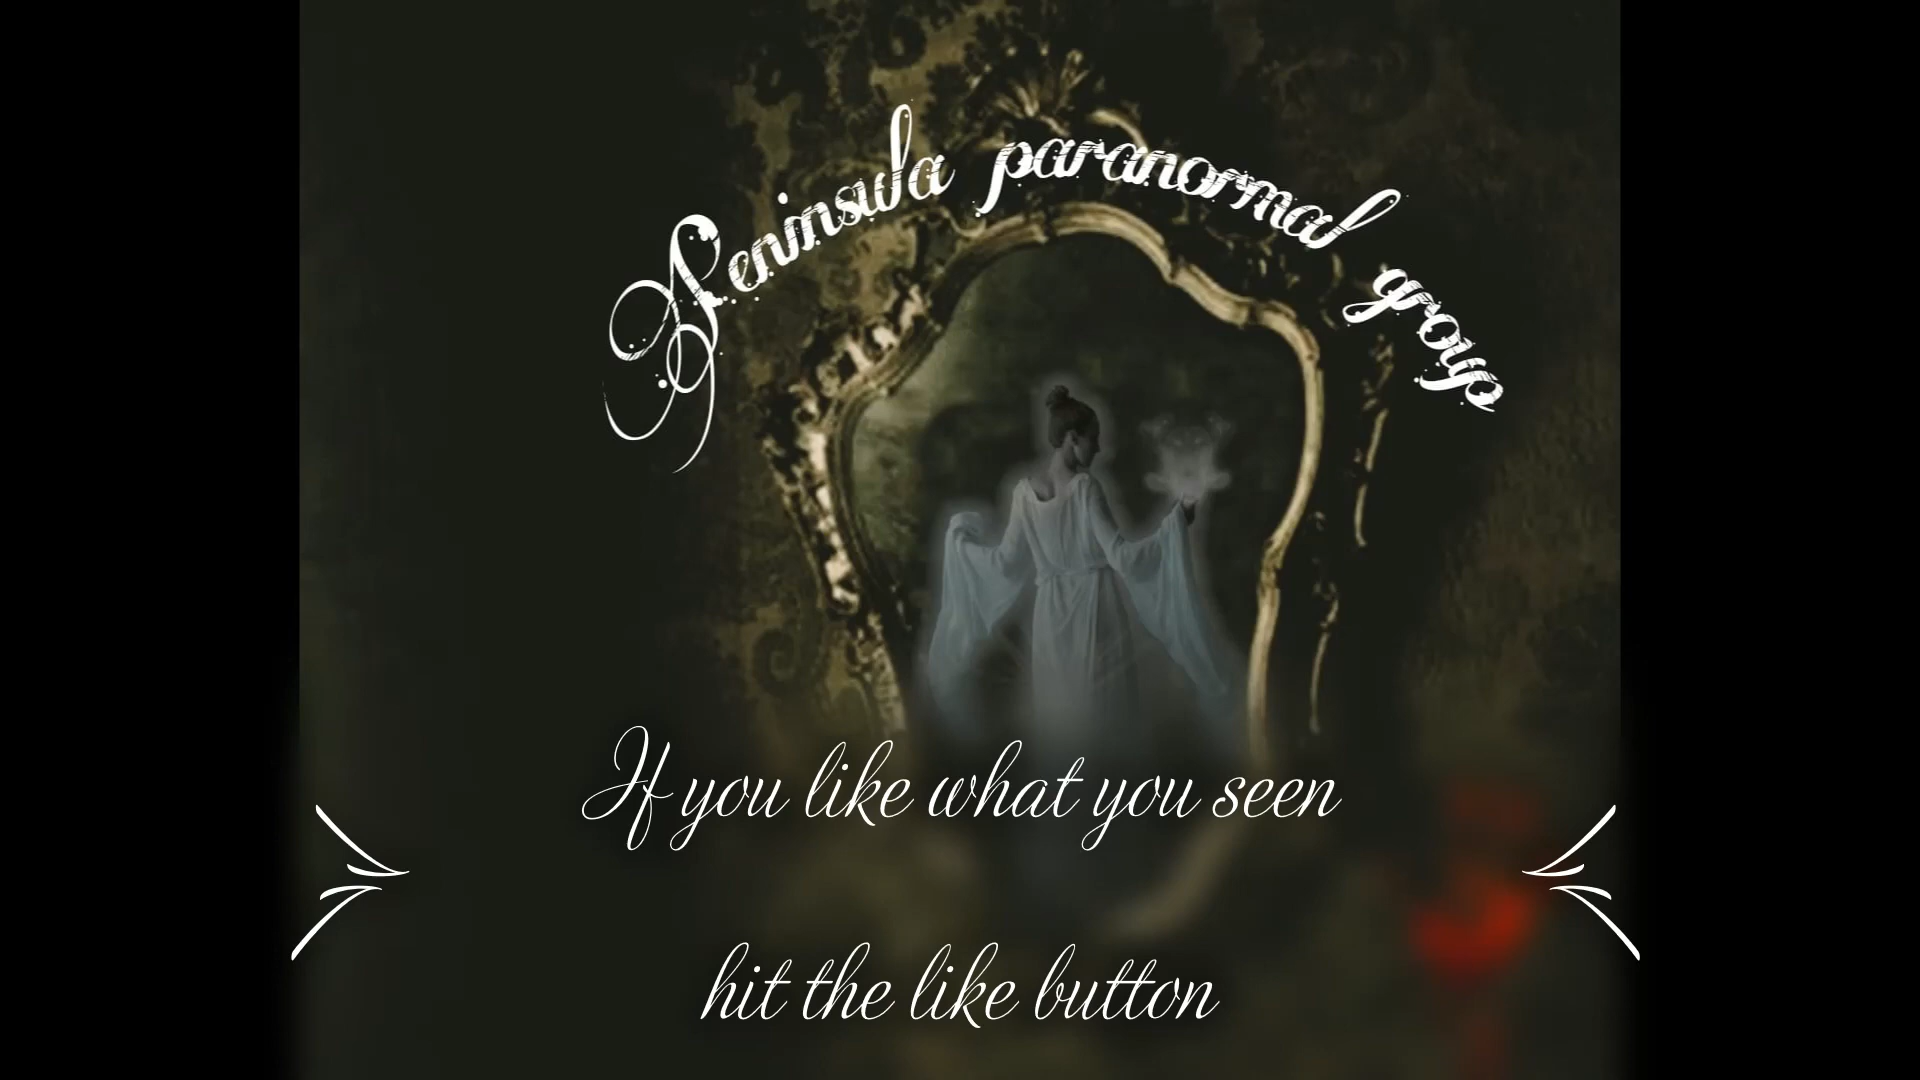 Peninsula paranormal group
If you like what you seen
hit the like button